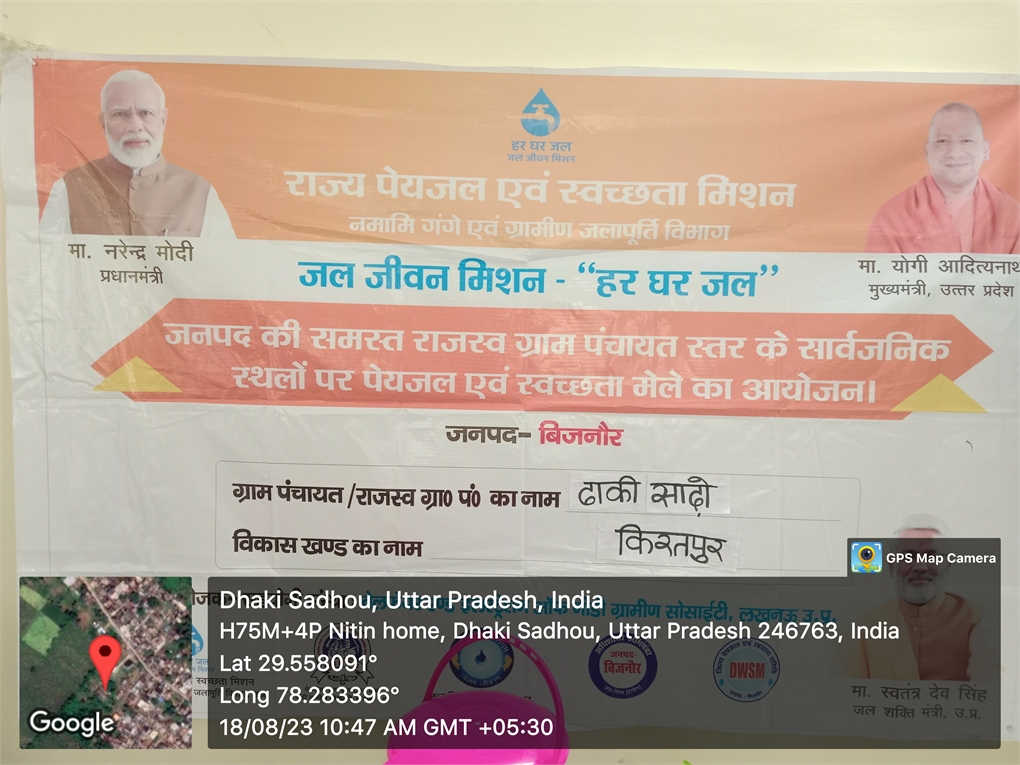 हर घर जल
जल जीवन मिशन
राज्य पेयजल एवं स्वच्छता मिशन
नमामि गंगे एवं ग्रामीण जलापूर्ति विभाग
मा. नरेन्द्र मोदी
प्रधानमंत्री
जल जीवन मिशन - “हर घर जल”
मा. योगी आदित्यनाथ
मुख्यमंत्री, उत्तर प्रदेश
जनपद की समस्त राजस्व ग्राम पंचायत स्तर के सार्वजनिक
स्थलों पर पेयजल एवं स्वच्छता मेले का आयोजन।
जनपद- बिजनौर
ग्राम पंचायत/राजस्व ग्रा० पं० का नाम ढाकी साढ़ो
विकास खण्ड का नाम किरतपुर
GPS Map Camera
ग्रामीण सोसाईटी, लखनऊ उ.प्र.
Dhaki Sadhou, Uttar Pradesh, India
H75M+4P Nitin home, Dhaki Sadhou, Uttar Pradesh 246763, India
Lat 29.558091°
Long 78.283396°
18/08/23 10:47 AM GMT +05:30
Google
जनपद-
बिजनौर
DWSM
मा. स्वतंत्र देव सिंह
जल शक्ति मंत्री, उ.प्र.